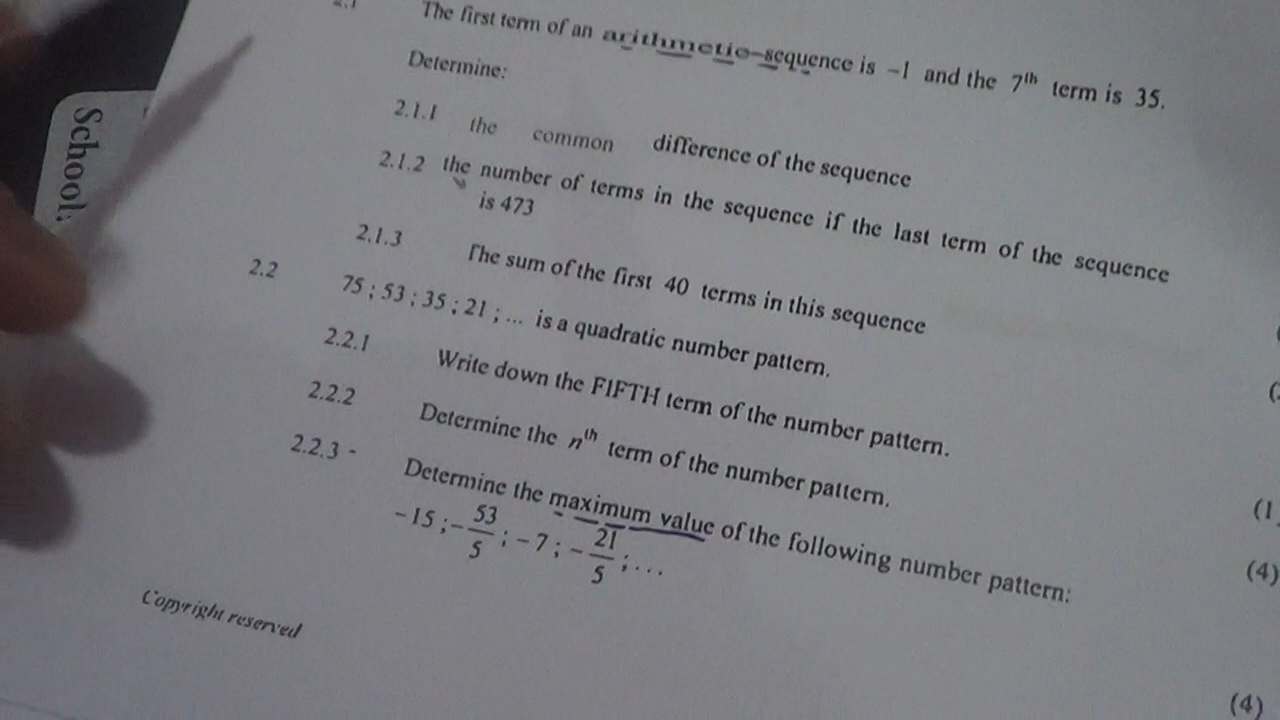 The first term of an arithmetic sequence is −1 and the 7th term is 35.
Determine:
2.1.1 the common difference of the sequence
2.1.2 the number of terms in the sequence if the last term of the sequence
is 473
2.1.3 The sum of the first 40 terms in this sequence
2.2 75 ; 53 ; 35 ; 21 ; ... is a quadratic number pattern.
2.2.1 Write down the FIFTH term of the number pattern.
2.2.2 Determine the nth term of the number pattern.
(1
2.2.3 - Determine the maximum value of the following number pattern:
(4)
−15 ; −53/5 ; −7 ; −21/5 ; ...
(4)
Copyright reserved
School: